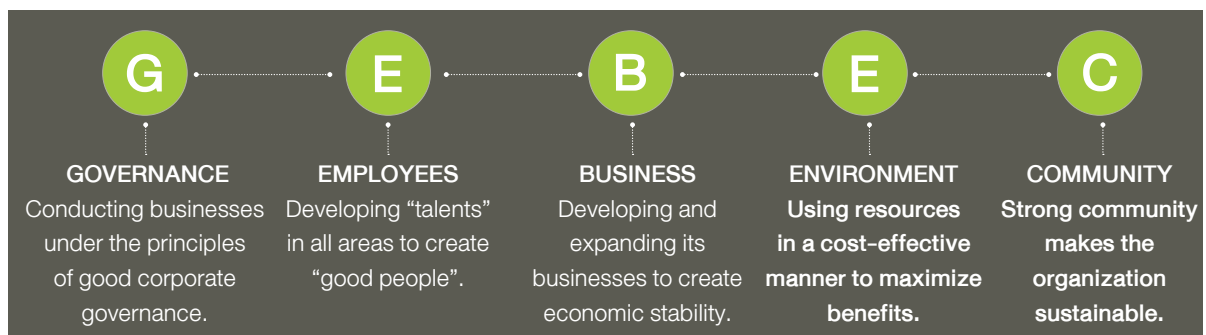 G
E
B
E
C
GOVERNANCE
Conducting businesses
under the principles
of good corporate
governance.
EMPLOYEES
Developing “talents”
in all areas to create
“good people”.
BUSINESS
Developing and
expanding its
businesses to create
economic stability.
ENVIRONMENT
Using resources
in a cost-effective
manner to maximize
benefits.
COMMUNITY
Strong community
makes the
organization
sustainable.